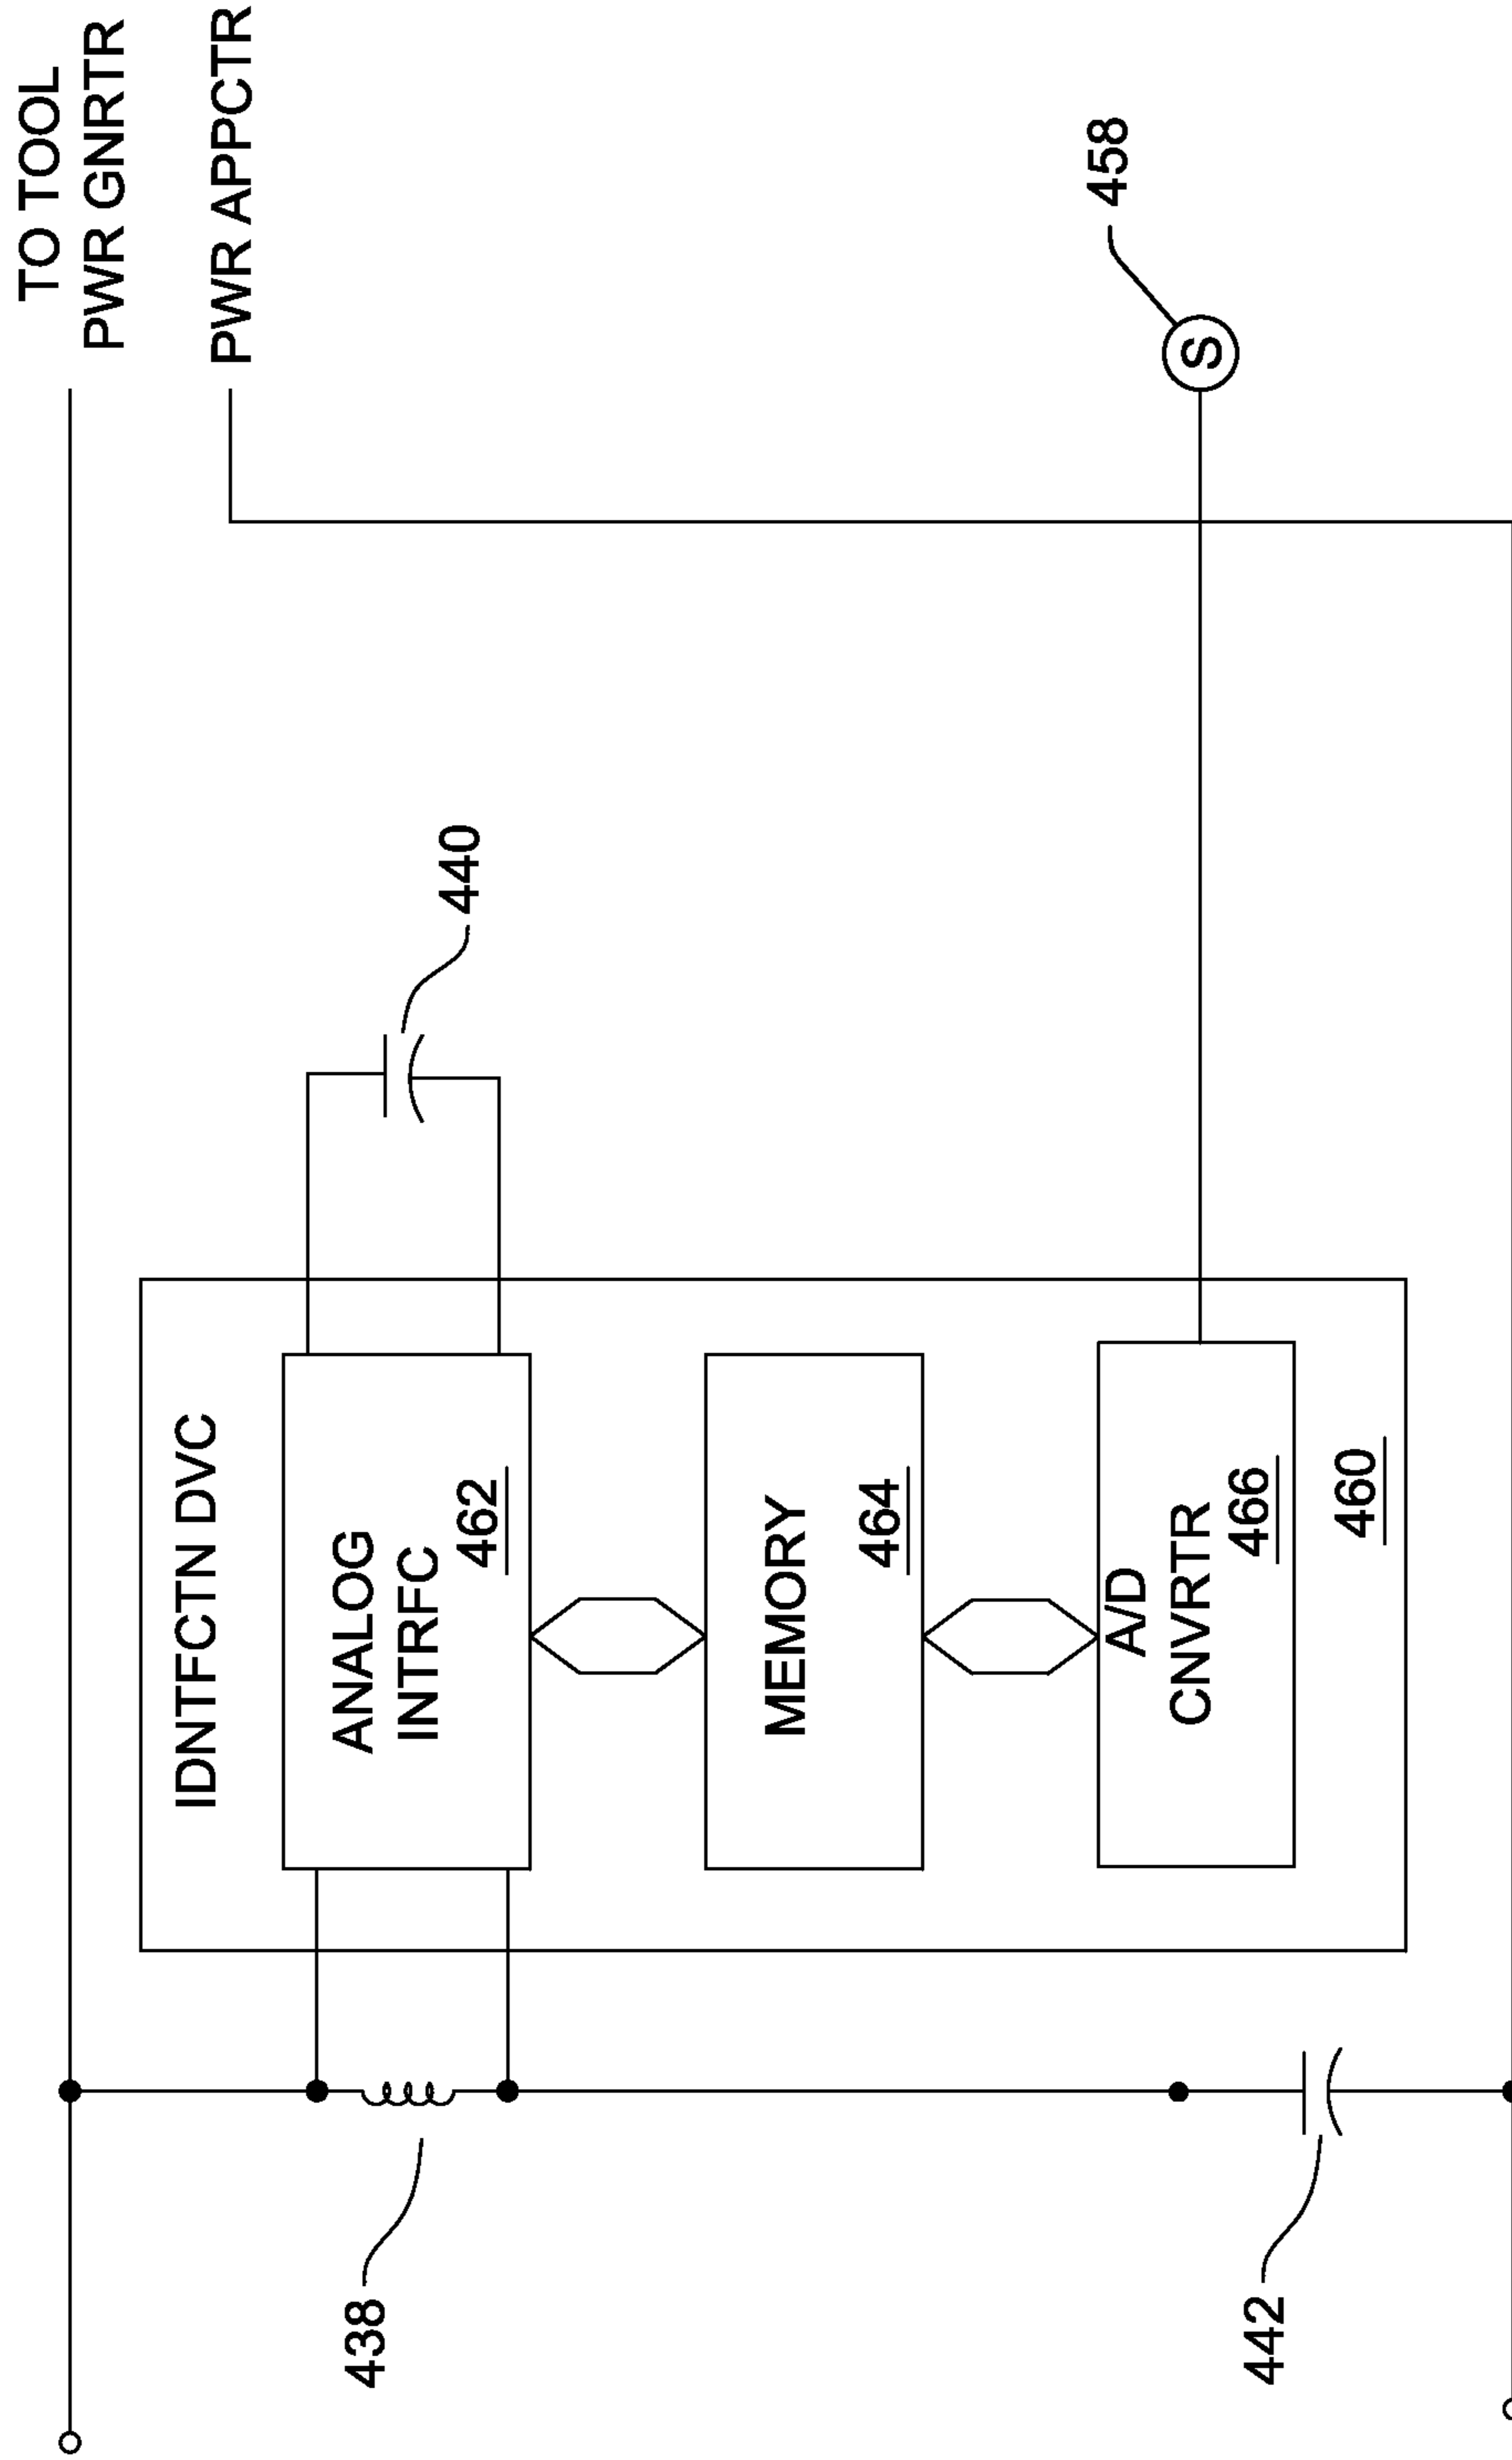 TO TOOL
PWR GNRTR
PWR APPCTR
IDNTFCTN DVC
ANALOG
INTRFC
462
438
440
MEMORY
464
458
A/D
CNVRTR
466
442
460
S